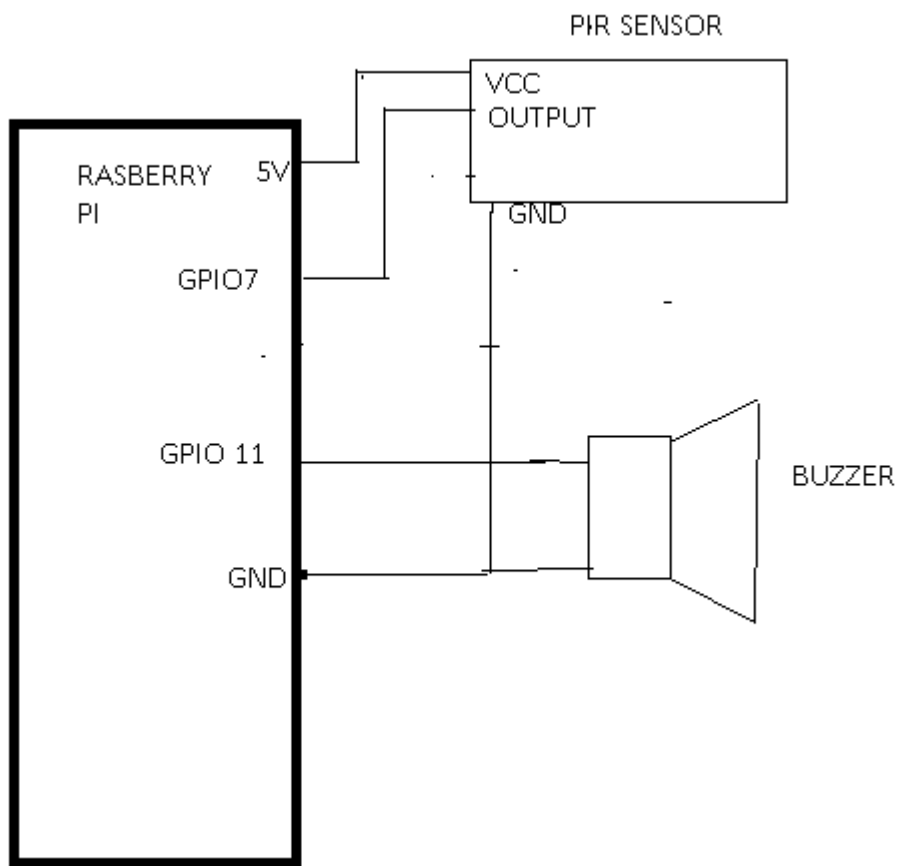 PIR SENSOR
VCC
OUTPUT
GND
RASBERRY
PI
5V
GPIO7
GPIO 11
GND
BUZZER